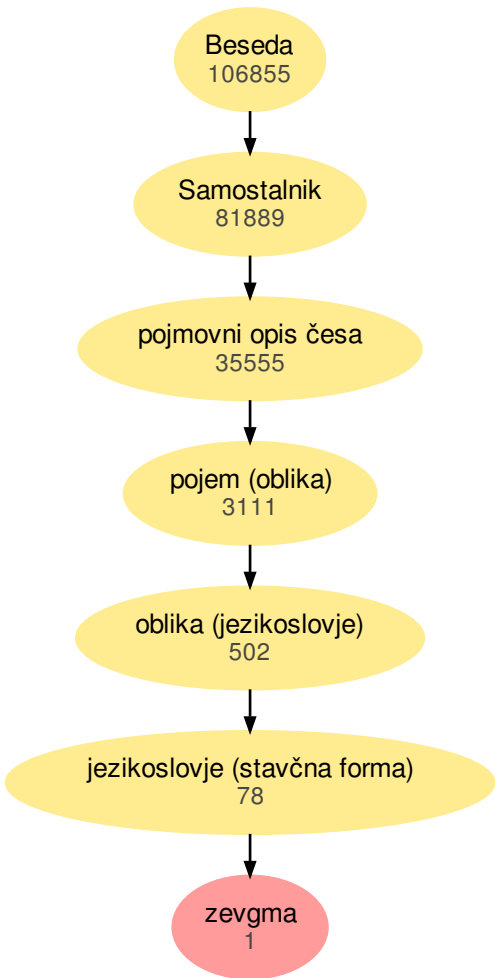 Beseda
106855
Samostalnik
81889
pojmovni opis česa
35555
pojem (oblika)
3111
oblika (jezikoslovje)
502
jezikoslovje (stavčna forma)
78
zevgma
1